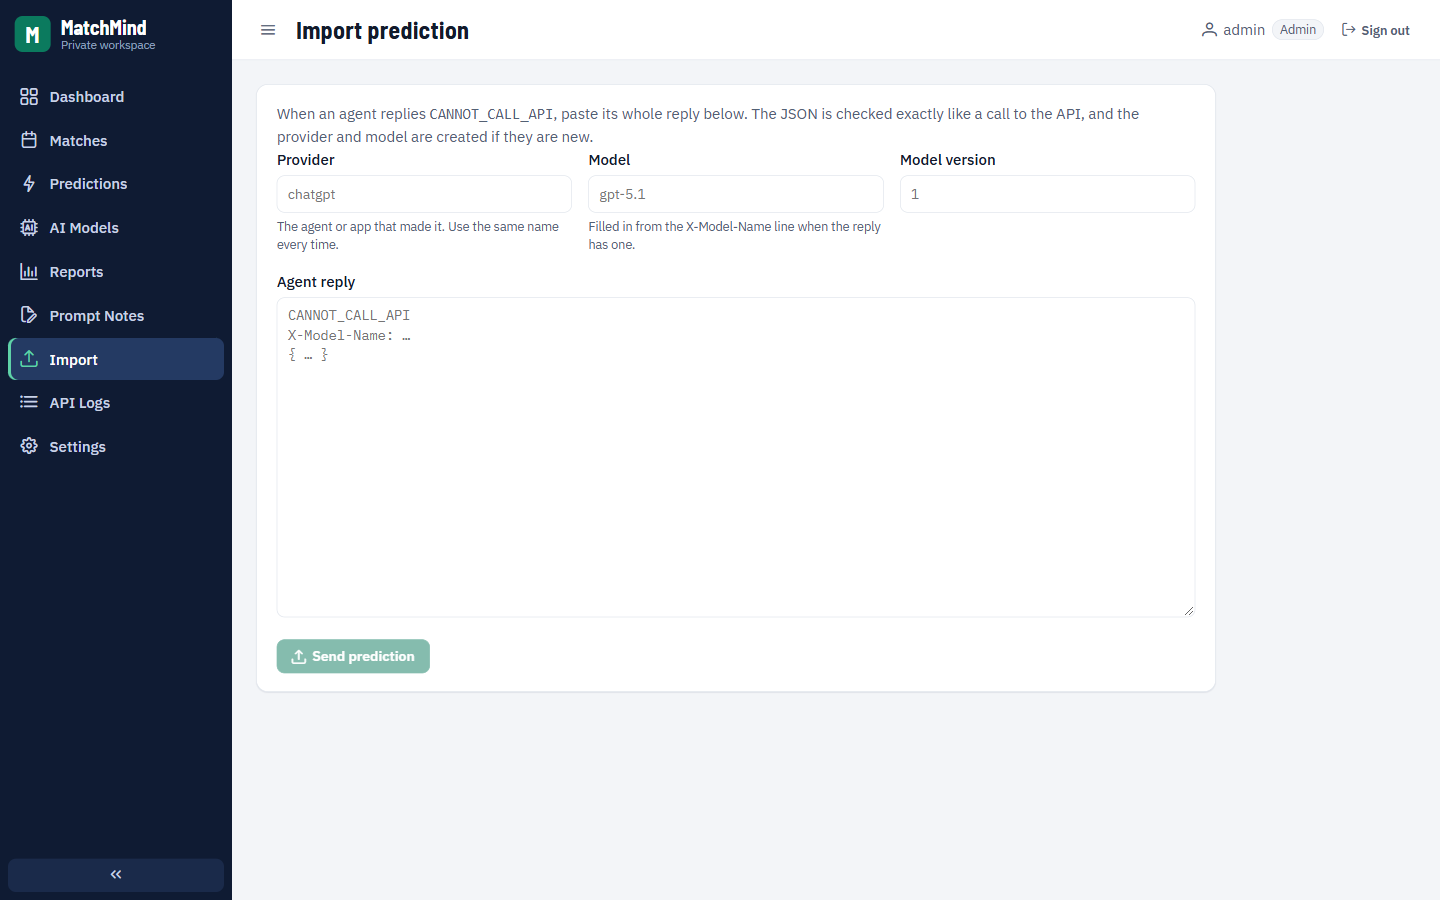 M
MatchMind
Private workspace
Import prediction
admin
Admin
Sign out
Dashboard
Matches
Predictions
AI Models
Reports
Prompt Notes
Import
API Logs
Settings
When an agent replies CANNOT_CALL_API, paste its whole reply below. The JSON is checked exactly like a call to the API, and the
provider and model are created if they are new.
Provider
Model
Model version
chatgpt
gpt-5.1
1
The agent or app that made it. Use the same name
every time.
Filled in from the X-Model-Name line when the reply
has one.
Agent reply
CANNOT_CALL_API
X-Model-Name: …
{ … }
Send prediction
«